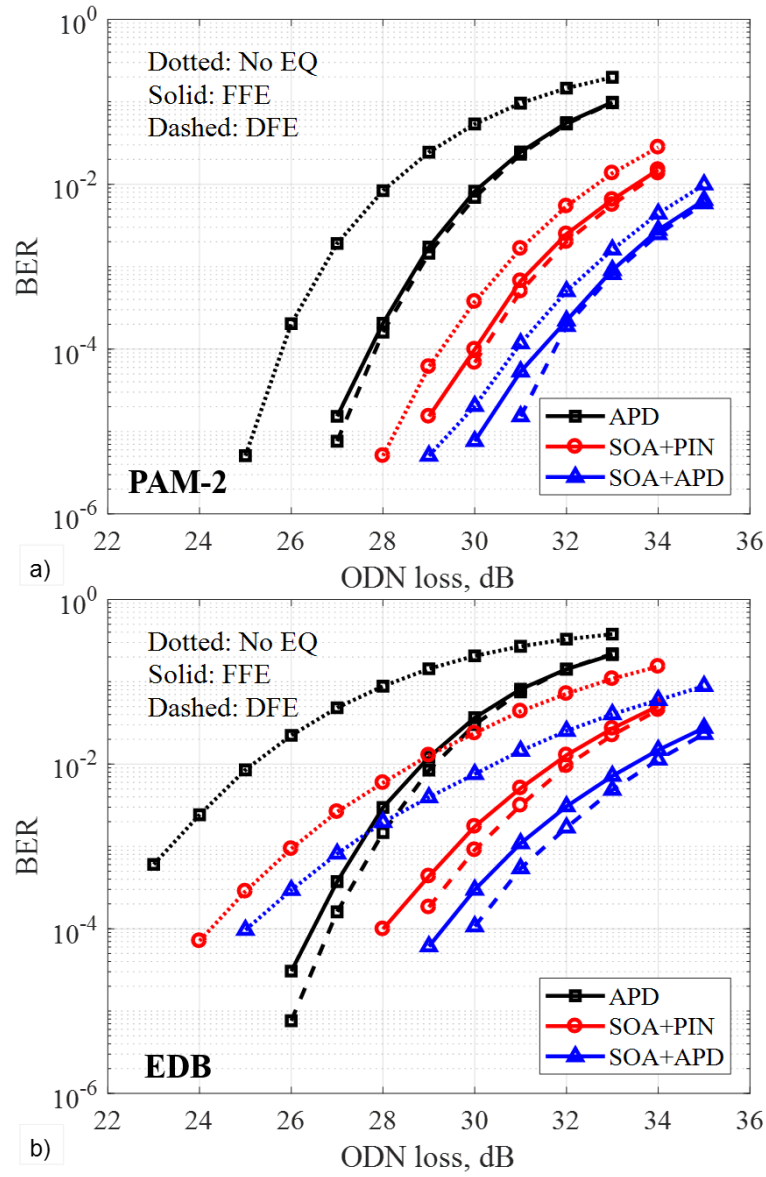 10^0
Dotted: No EQ
Solid: FFE
Dashed: DFE
10^-2
BER
10^-4
APD
SOA+PIN
SOA+APD
PAM-2
10^-6
22 24 26 28 30 32 34 36
a)
ODN loss, dB
10^0
Dotted: No EQ
Solid: FFE
Dashed: DFE
10^-2
BER
10^-4
APD
SOA+PIN
SOA+APD
EDB
10^-6
22 24 26 28 30 32 34 36
b)
ODN loss, dB